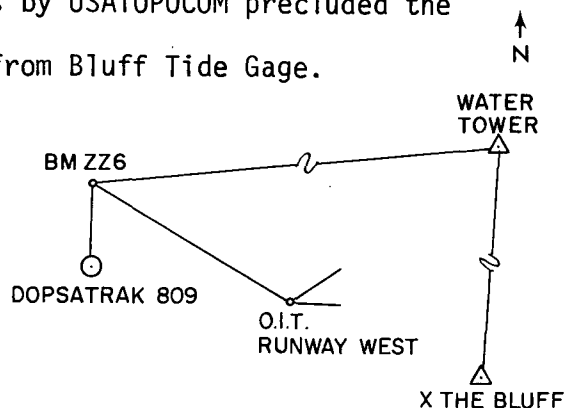 by USATOPOCOM precluded the
from Bluff Tide Gage.
N
WATER
TOWER
BM ZZ6
DOPSATRAK 809
O.I.T.
RUNWAY WEST
X THE BLUFF